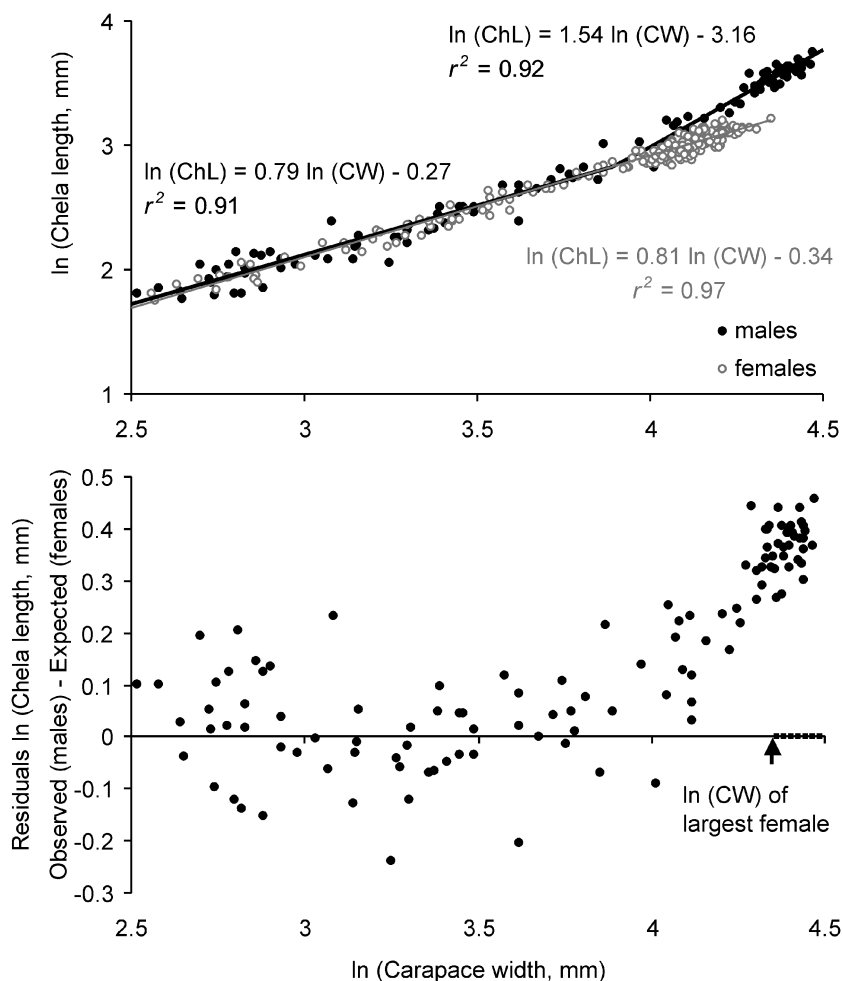 4
3
2
1
ln (Chela length, mm)
ln (ChL) = 1.54 ln (CW) - 3.16
r² = 0.92
ln (ChL) = 0.79 ln (CW) - 0.27
r² = 0.91
ln (ChL) = 0.81 ln (CW) - 0.34
r² = 0.97
males
females
2.5 3 3.5 4 4.5
0.5
0.4
0.3
0.2
0.1
0
-0.1
-0.2
-0.3
Residuals ln (Chela length, mm)
Observed (males) - Expected (females)
ln (CW) of
largest female
2.5 3 3.5 4 4.5
ln (Carapace width, mm)